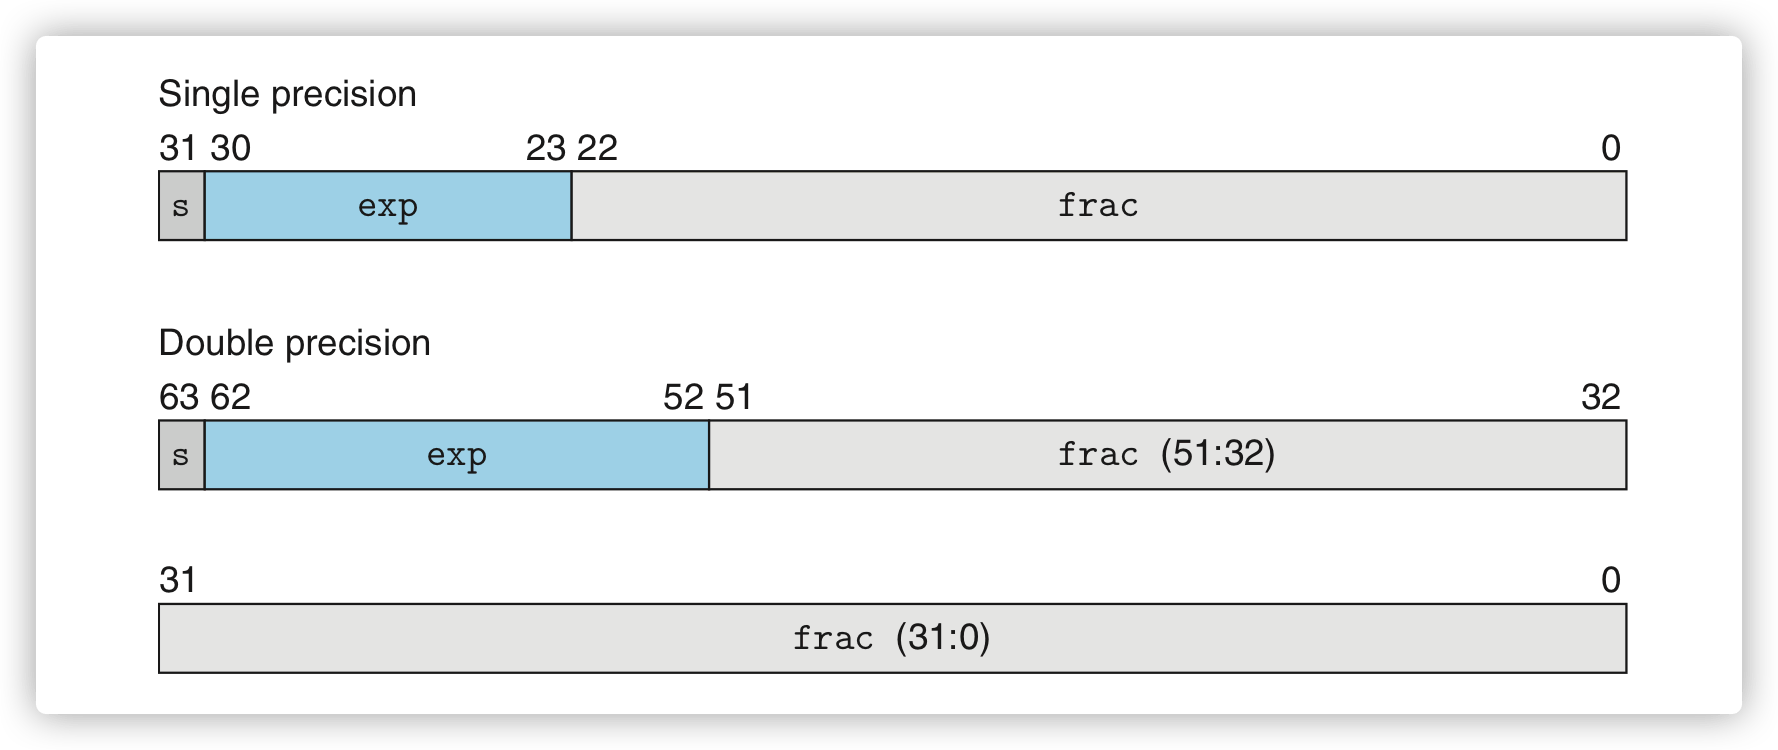 Single precision
31 30 23 22 0
s exp frac
Double precision
63 62 52 51 32
s exp frac (51:32)
31 0
frac (31:0)